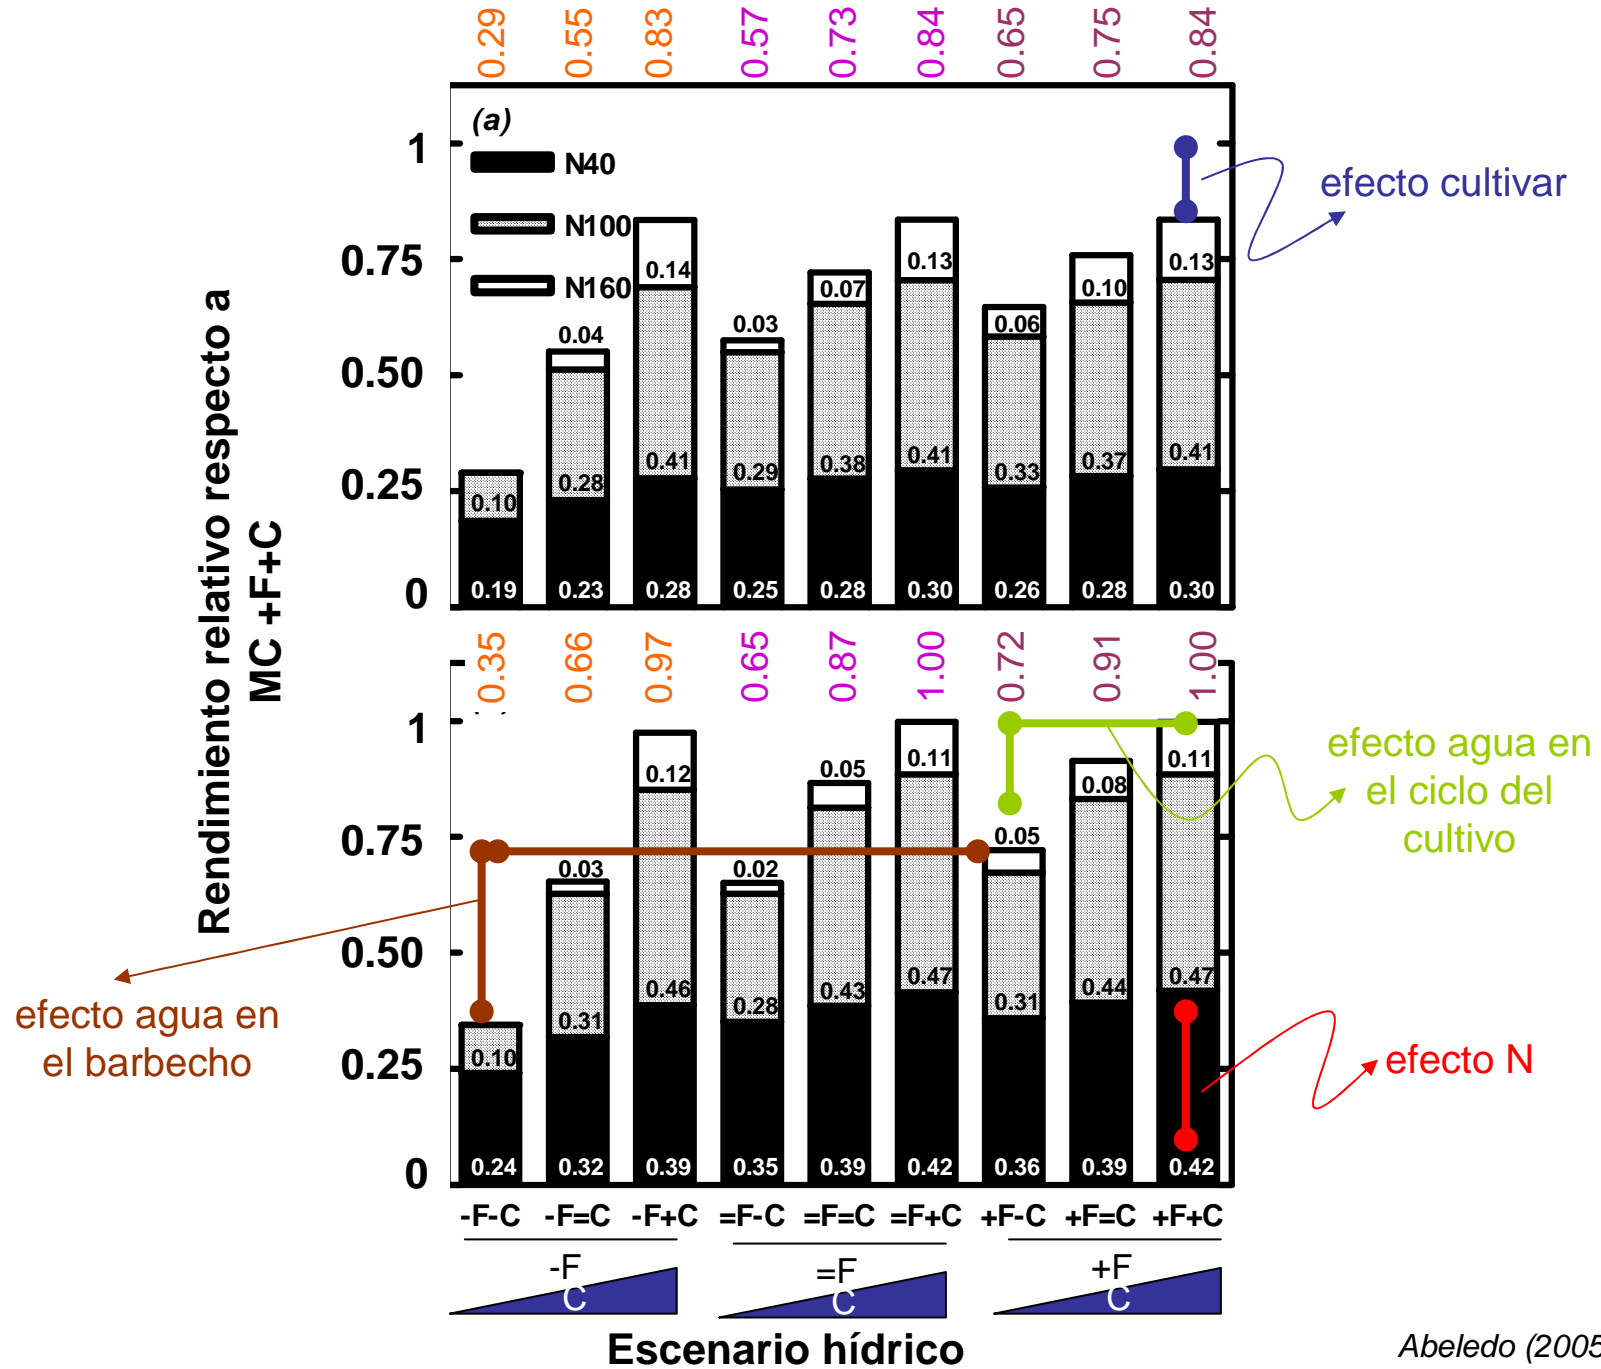 0.29 0.55 0.83 0.57 0.73 0.84 0.65 0.75 0.84
(a)
N40
N100
N160
1
0.75
0.50
0.25
0
0.04
0.14
0.03
0.07
0.13
0.06
0.10
0.13
0.10
0.28
0.41
0.29
0.38
0.41
0.33
0.37
0.41
0.19 0.23 0.28 0.25 0.28 0.30 0.26 0.28 0.30
efecto cultivar
Rendimiento relativo respecto a
MC +F+C
0.35 0.66 0.97 0.65 0.87 1.00 0.72 0.91 1.00
1
0.75
0.50
0.25
0
0.03
0.12
0.02
0.05
0.11
0.05
0.08
0.11
0.10
0.31
0.46
0.28
0.43
0.47
0.31
0.44
0.47
0.24 0.32 0.39 0.35 0.39 0.42 0.36 0.39 0.42
efecto agua en
el ciclo del
cultivo
efecto agua en
el barbecho
efecto N
-F-C -F=C -F+C =F-C =F=C =F+C +F-C +F=C +F+C
-F =F +F
C C C
Escenario hídrico
Abeledo (2005